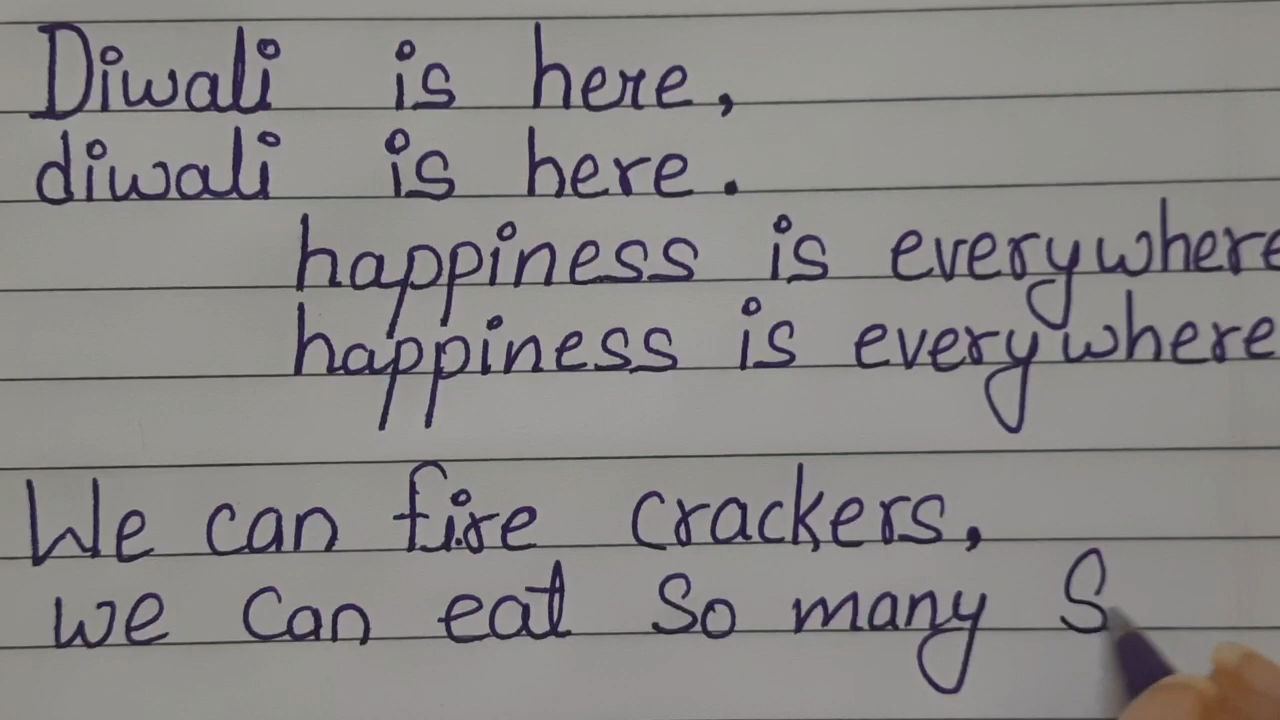 Diwali is here,
diwali is here.
happiness is everywhere
happiness is everywhere
We can fire crackers,
we can eat so many S